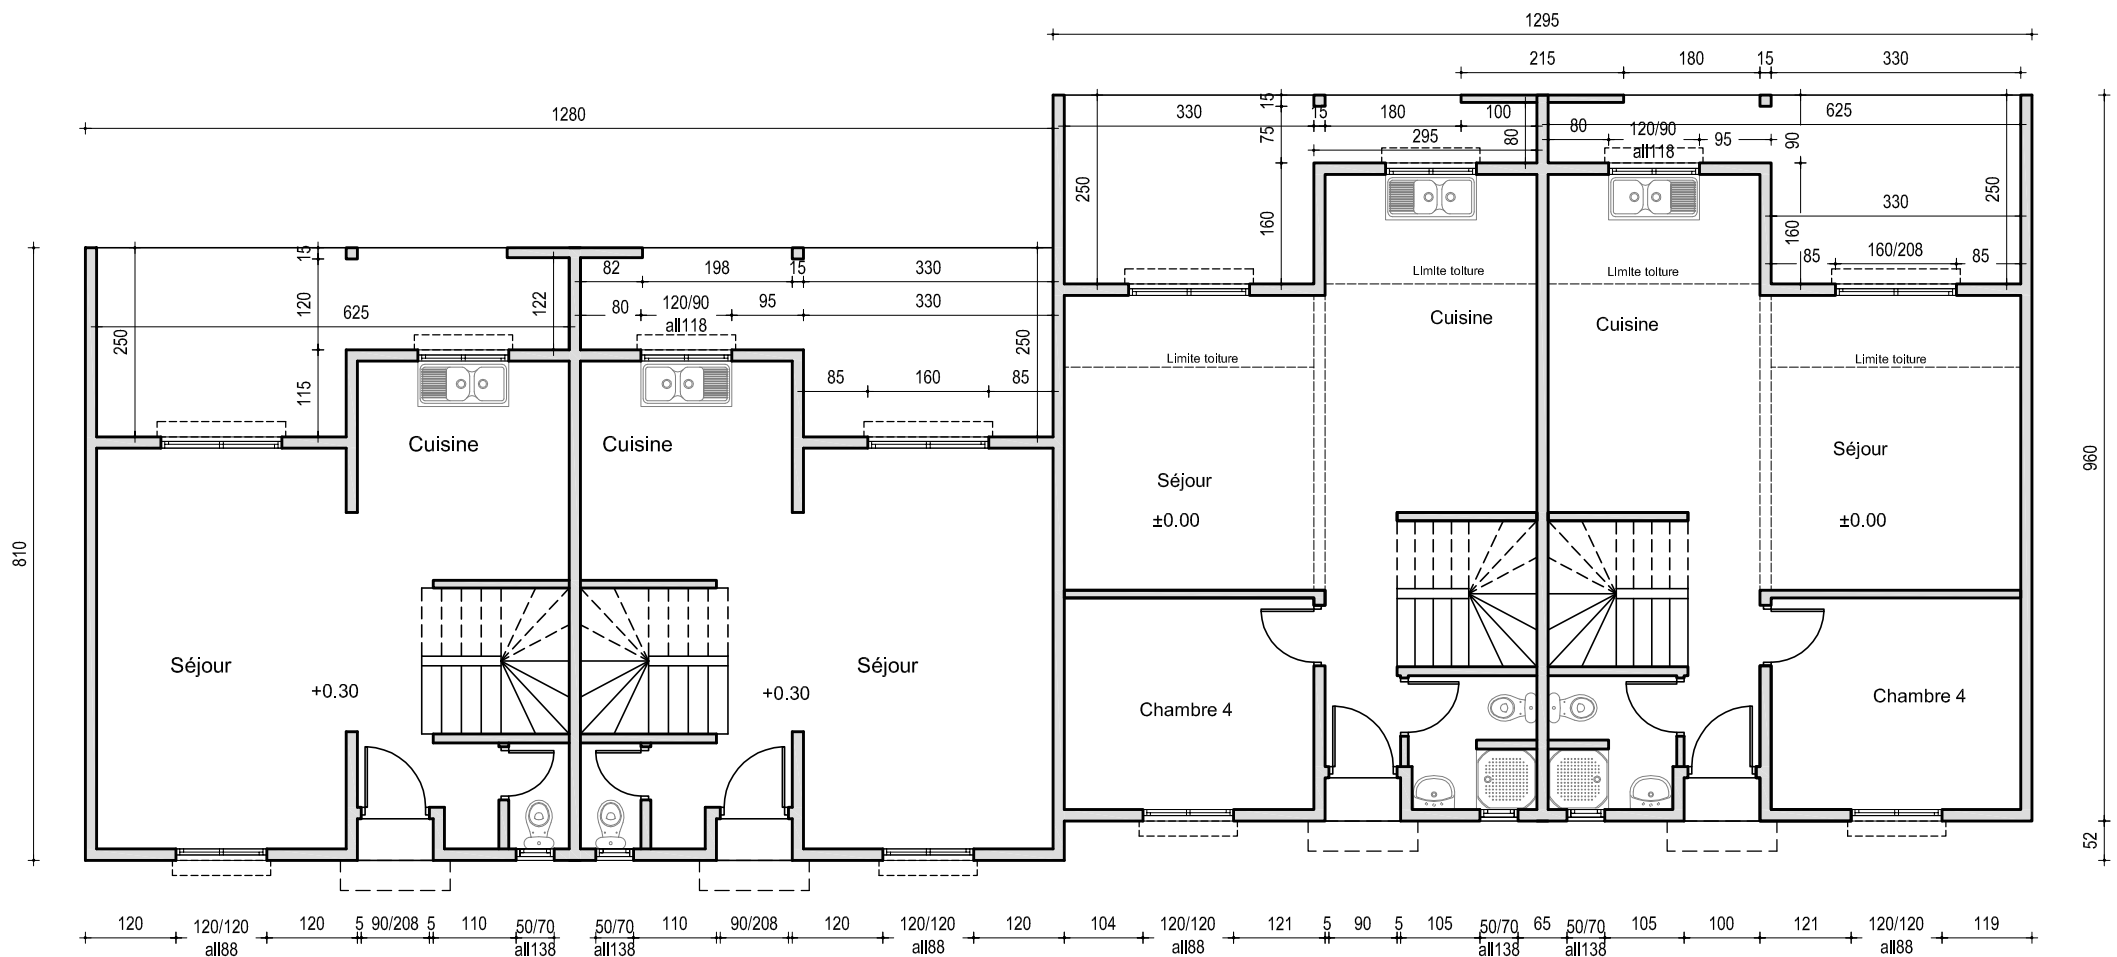 1295
215 180 15 330
1280
330 15 180 100
15
75
295
80
80 120/90 95
all118
625
90
250
160
330
250
160
85 160/208 85
15
120
625
122
82 198 15 330
80 120/90 95 330
all118
250
115
250
85 160 85
LImIte toIture
LImIte toIture
Cuisine
Cuisine
Limite toiture
Limite toiture
Cuisine
Cuisine
Séjour
Séjour
±0.00
±0.00
960
810
Séjour
+0.30
Séjour
+0.30
Chambre 4
Chambre 4
52
120 120/120 120 5 90/208 5 110 50/70 50/70 110 90/208 120 120/120 120 104 120/120 121 5 90 5 105 50/70 65 50/70 105 100 121 120/120 119
all88 all138 all138 all88 all88 all138 all138 all88